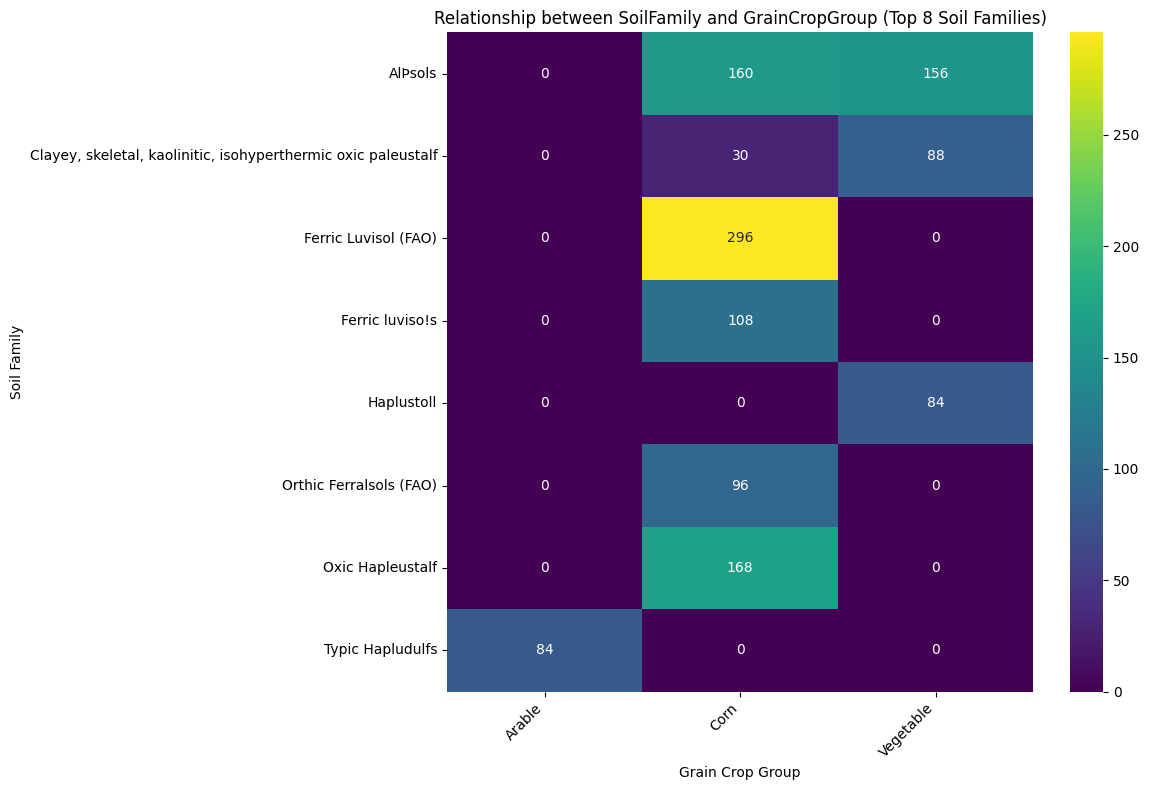 Relationship between SoilFamily and GrainCropGroup (Top 8 Soil Families)
AlÞsols
0 160 156
Clayey, skeletal, kaolinitic, isohyperthermic oxic paleustalf
0 30 88
Ferric Luvisol (FAO)
0 296 0
Ferric luviso!s
0 108 0
Haplustoll
0 0 84
Orthic Ferralsols (FAO)
0 96 0
Oxic Hapleustalf
0 168 0
Typic Hapludulfs
84 0 0
Soil Family
Arable
Corn
Vegetable
Grain Crop Group
250
200
150
100
50
0